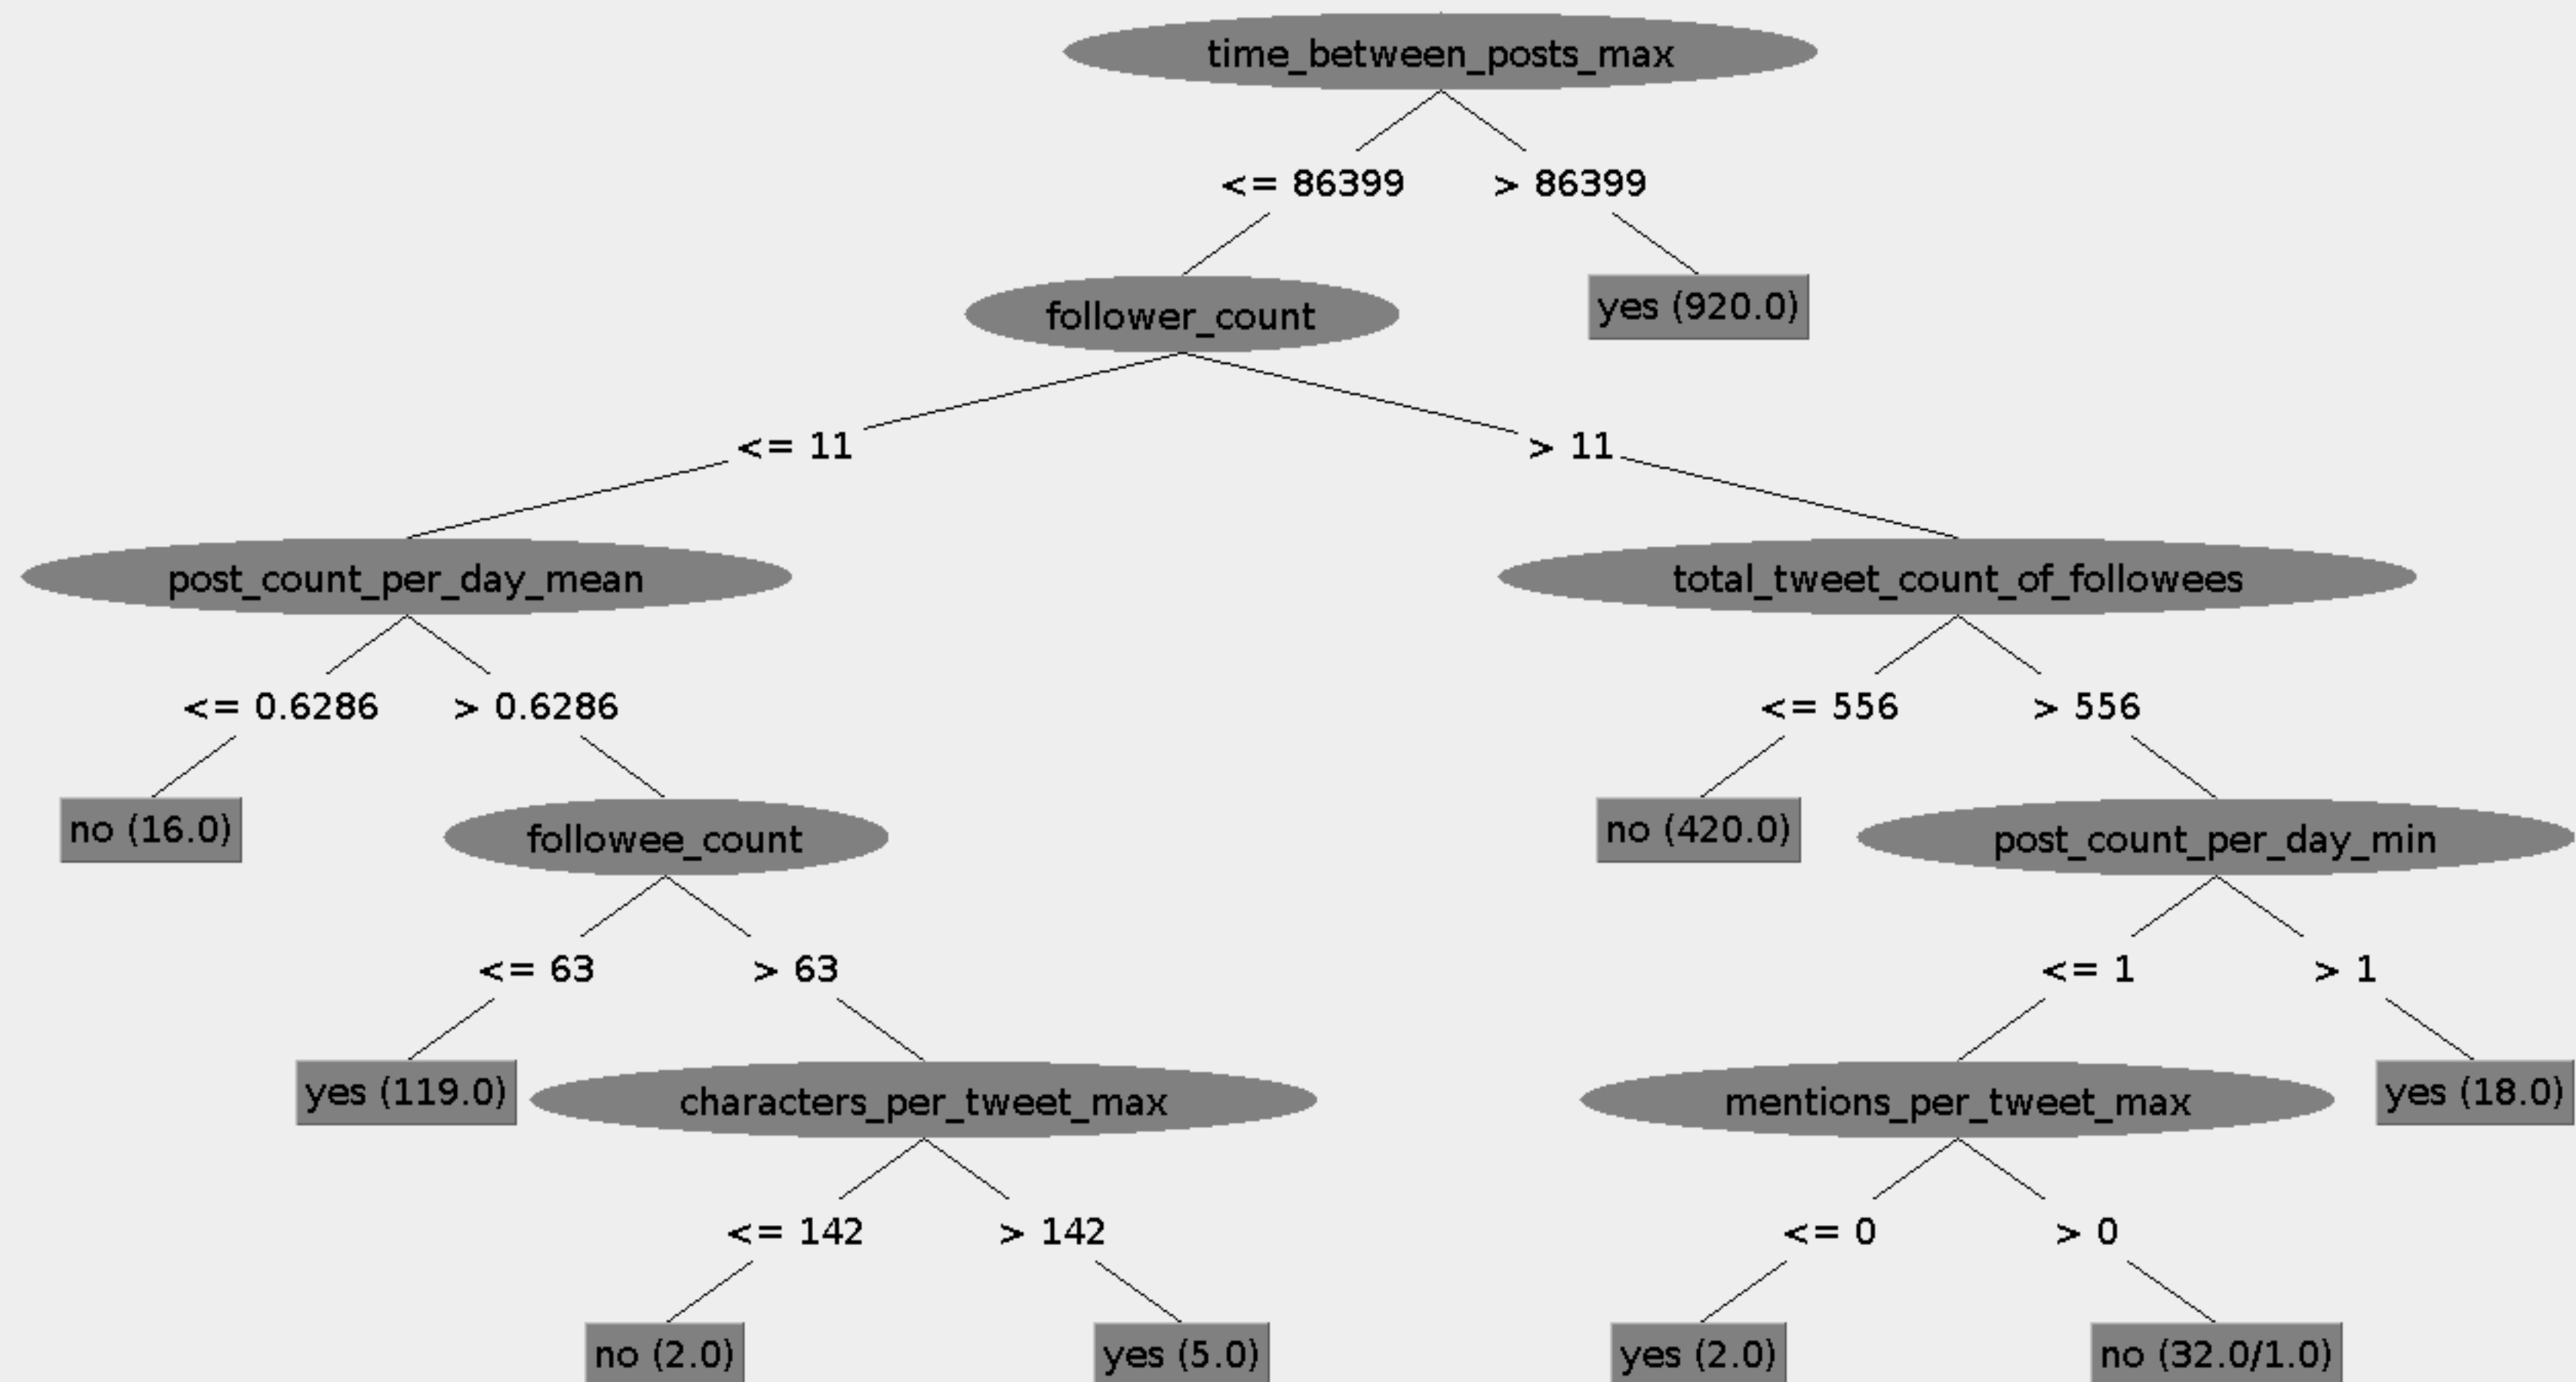 time_between_posts_max
<= 86399 > 86399
follower_count yes (920.0)
<= 11 > 11
post_count_per_day_mean total_tweet_count_of_followees
<= 0.6286 > 0.6286 <= 556 > 556
no (16.0) followee_count no (420.0) post_count_per_day_min
<= 63 > 63 <= 1 > 1
yes (119.0) characters_per_tweet_max mentions_per_tweet_max yes (18.0)
<= 142 > 142 <= 0 > 0
no (2.0) yes (5.0) yes (2.0) no (32.0/1.0)